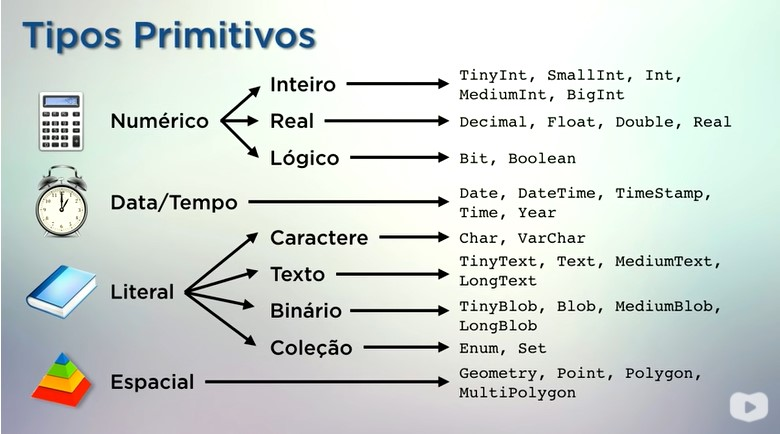 Tipos Primitivos
Numérico
Inteiro
TinyInt, SmallInt, Int,
MediumInt, BigInt
Real
Decimal, Float, Double, Real
Lógico
Bit, Boolean
Data/Tempo
Date, DateTime, TimeStamp,
Time, Year
Literal
Caractere
Char, VarChar
Texto
TinyText, Text, MediumText,
LongText
Binário
TinyBlob, Blob, MediumBlob,
LongBlob
Coleção
Enum, Set
Espacial
Geometry, Point, Polygon,
MultiPolygon